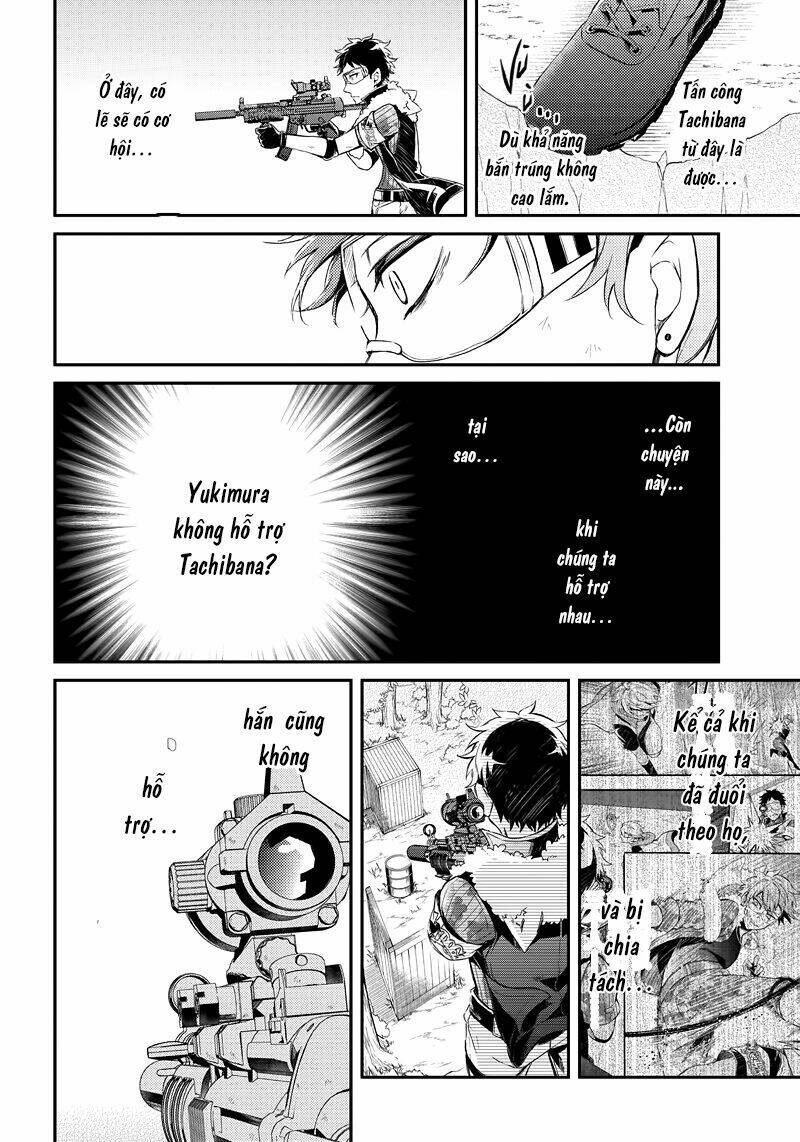 Tấn công
Tachibana
từ đây là
được...
Vù
ù
Dù khả năng
bắn trúng không
cao lắm.
Ở đây, có
lẽ sẽ có cơ
hội...
...Còn
chuyện
này...
khi
chúng ta
hỗ trợ
nhau...
tại
sao...
Yukimura
không hỗ trợ
Tachibana?
Kể cả khi
chúng ta
đã đuổi
theo họ,
và bị
chia
tách...
hắn cũng
không
hỗ
trợ...